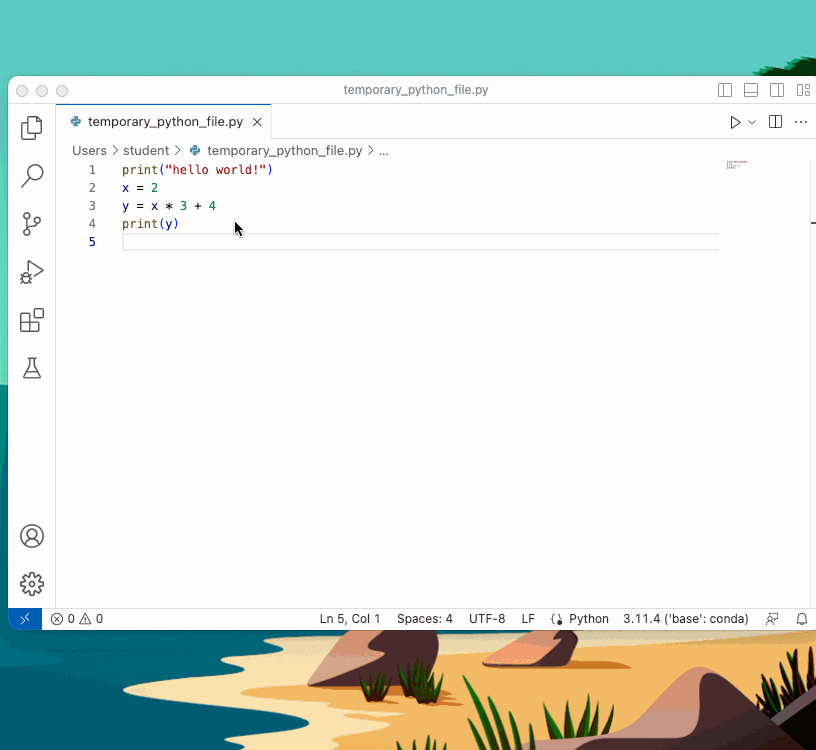 temporary_python_file.py
temporary_python_file.py
Users > student > temporary_python_file.py > ...
1 print("hello world!")
2 x = 2
3 y = x * 3 + 4
4 print(y)
5
0 0 Ln 5, Col 1 Spaces: 4 UTF-8 LF Python 3.11.4 ('base': conda)